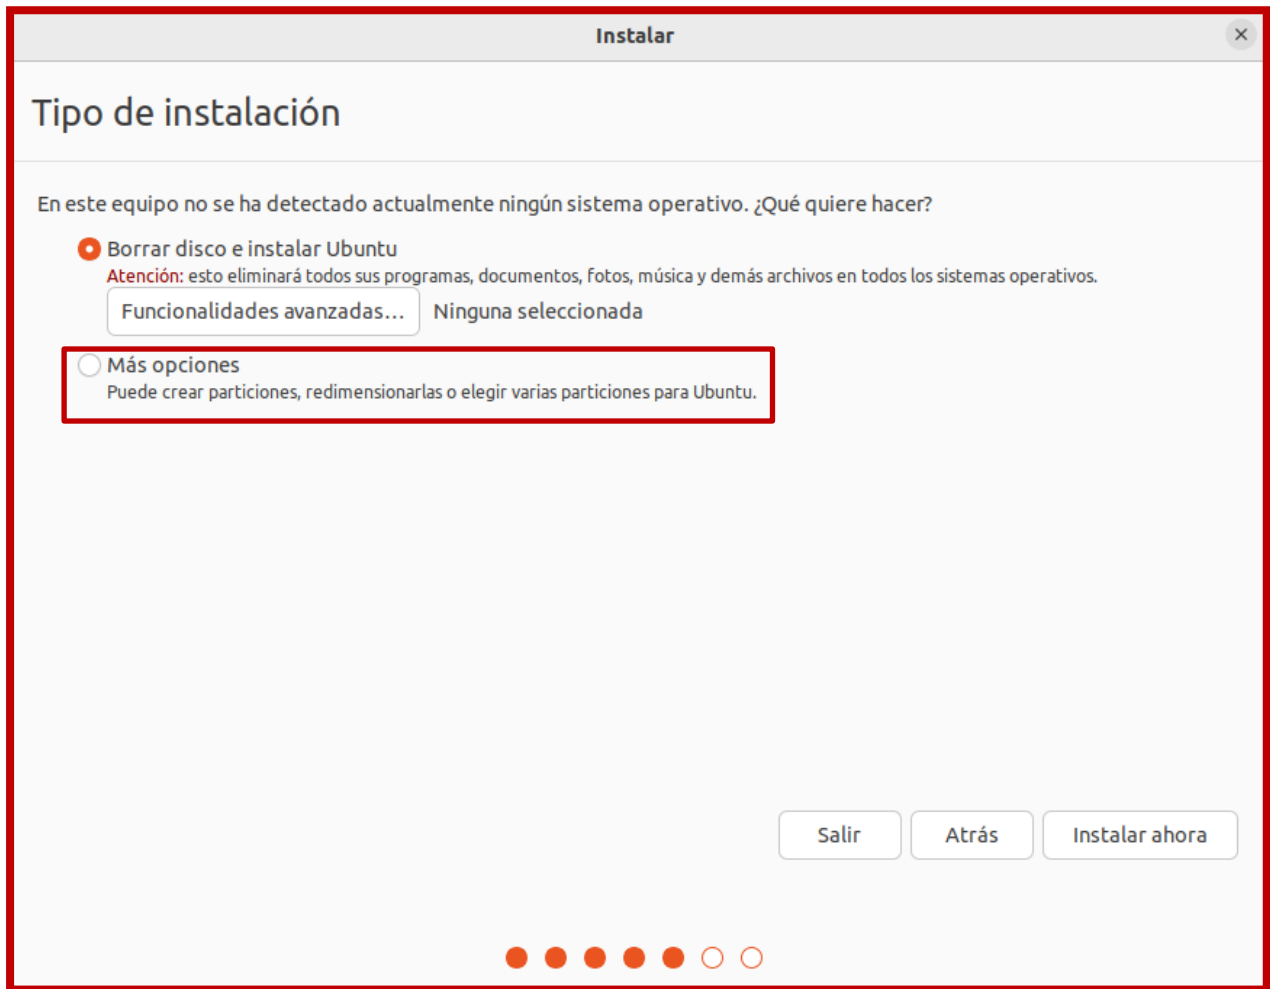 Instalar
Tipo de instalación
En este equipo no se ha detectado actualmente ningún sistema operativo. ¿Qué quiere hacer?
Borrar disco e instalar Ubuntu
Atención: esto eliminará todos sus programas, documentos, fotos, música y demás archivos en todos los sistemas operativos.
Funcionalidades avanzadas... Ninguna seleccionada
Más opciones
Puede crear particiones, redimensionarlas o elegir varias particiones para Ubuntu.
Salir Atrás Instalar ahora